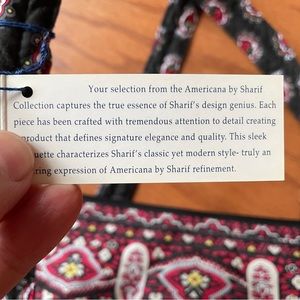 Your selection from the Americana by Sharif
Collection captures the true essence of Sharif's design genius. Each
piece has been crafted with tremendous attention to detail creating
product that defines signature elegance and quality. This sleek
characterizes Sharif's classic yet modern style- truly an
expression of Americana by Sharif refinement.